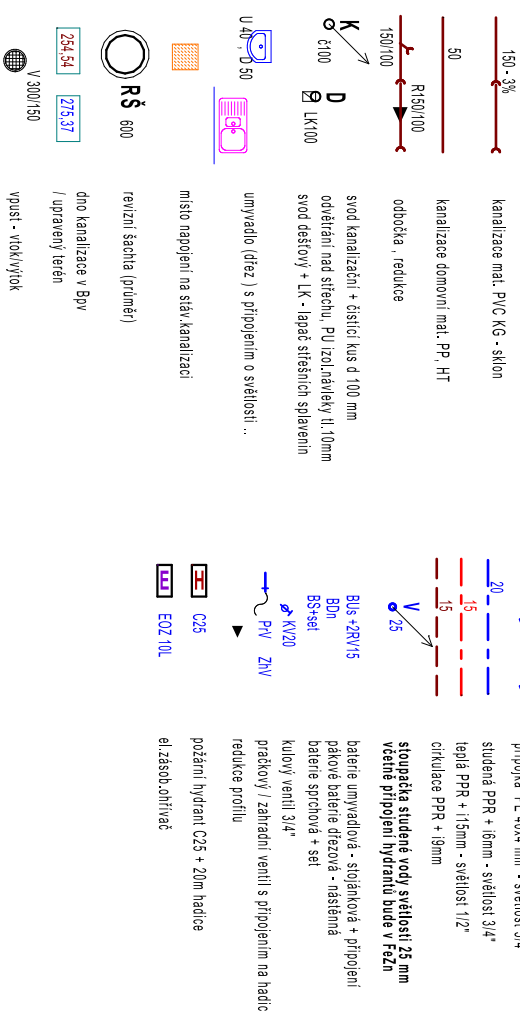 150 - 3% kanalizace mat. PVC KG - sklon
50 kanalizace domovní mat. PP, HT
R150/100
150/100 odbočka , redukce
K č100 svod kanalizační + čistící kus d 100 mm
odvětrání nad střechu, PU izol.návleky tl.10mm
D LK100 svod dešťový + LK - lapač střešních splavenin
U 40 , D 50 umyvadlo (dřez ) s připojením o světlosti ..
místo napojení na stáv.kanalizaci
RŠ 600 revizní šachta (průměr)
254,54 275,37 dno kanalizace v Bpv
/ upravený terén
V 300/150 vpust - vtok/výtok
20 studená PPR + i6mm - světlost 3/4"
15 teplá PPR + i15mm - světlost 1/2"
15 cirkulace PPR + i9mm
V 25 stoupačka studené vody světlosti 25 mm
včetně připojení hydrantů bude v FeZn
BUs +2RV15 baterie umyvadlová - stojánková + připojení
BDn pákové baterie dřezová - nástěnná
BS+set baterie sprchová + set
KV20 kulový ventil 3/4"
PrV ZhV pračkový / zahradní ventil s připojením na hadic
redukce profilu
C25 požární hydrant C25 + 20m hadice
EOZ 10L el.zásob.ohřívač